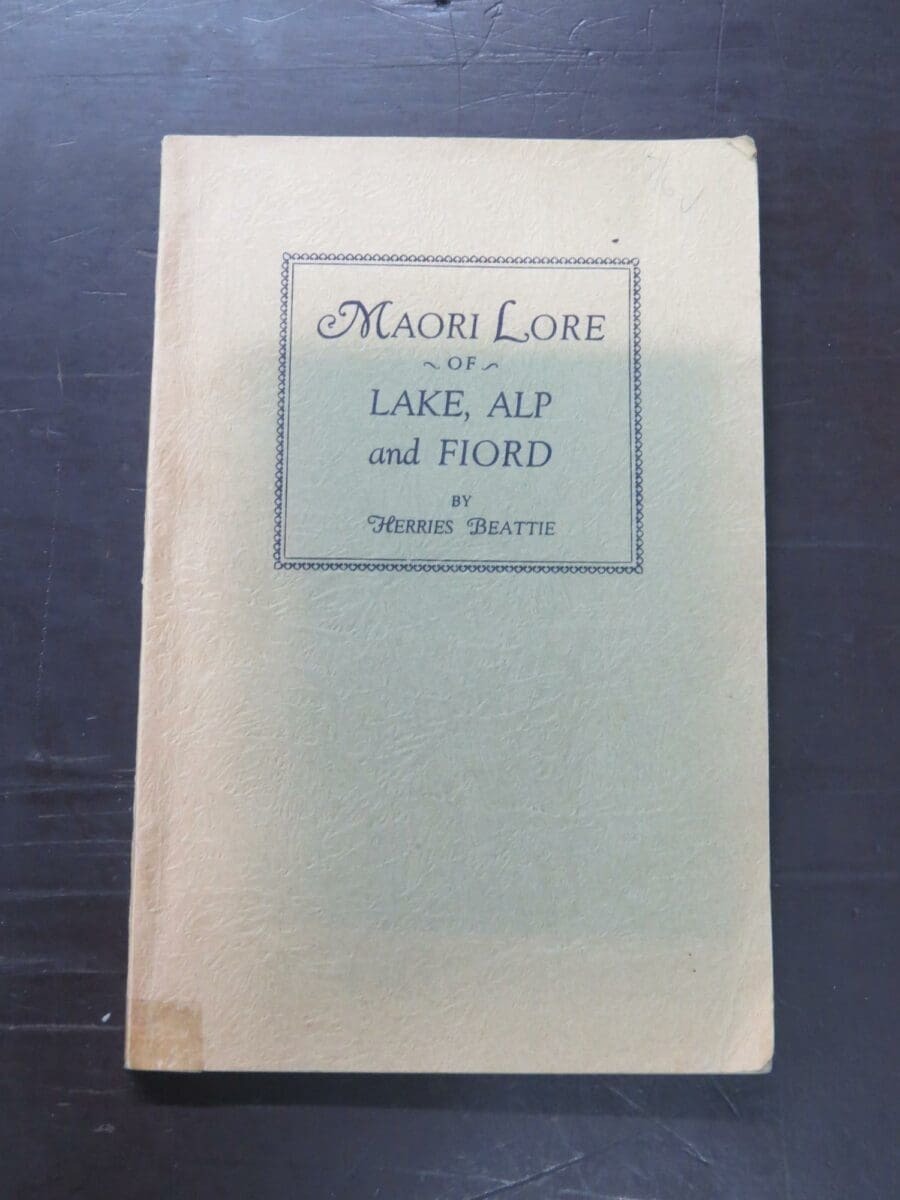 MAORI LORE
~ OF ~
LAKE, ALP
and FIORD
BY
HERRIES BEATTIE